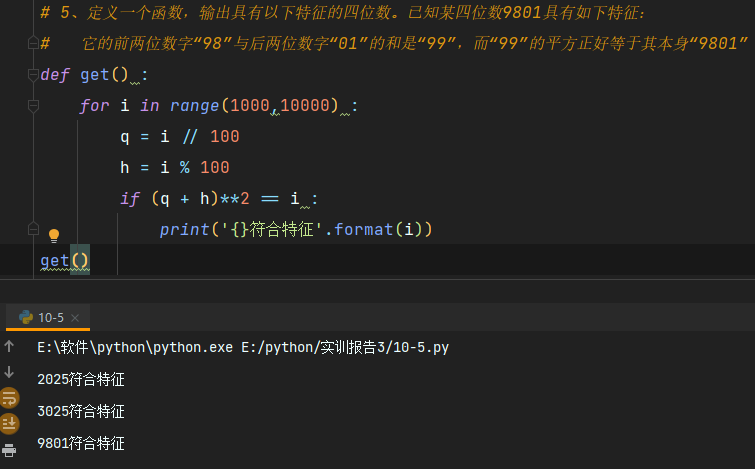 # 5、定义一个函数，输出具有以下特征的四位数。已知某四位数9801具有如下特征：
#   它的前两位数字“98”与后两位数字“01”的和是“99”，而“99”的平方正好等于其本身“9801”
def get() :
    for i in range(1000,10000) :
        q = i // 100
        h = i % 100
        if (q + h)**2 == i :
            print('{}符合特征'.format(i))
get()
10-5
E:\软件\python\python.exe E:/python/实训报告3/10-5.py
2025符合特征
3025符合特征
9801符合特征